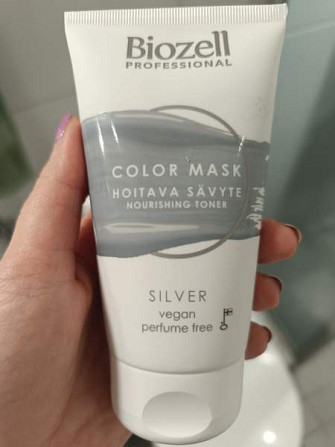 Biozell
PROFESSIONAL
COLOR MASK
HOITAVA SÄVYTE
NOURISHING TONER
SILVER
vegan
perfume free